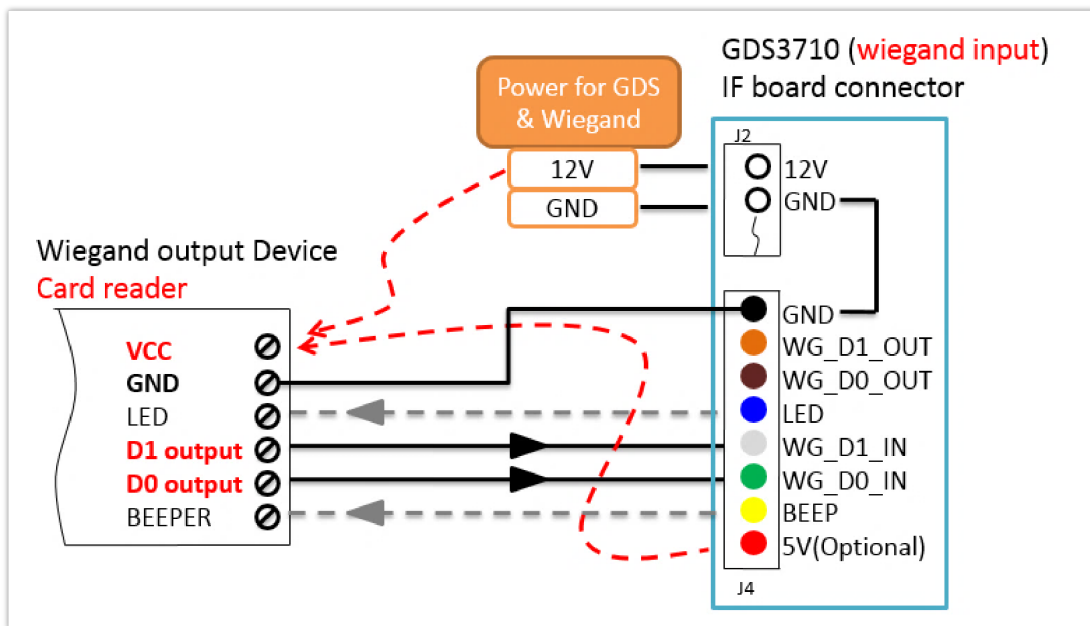 GDS3710 (wiegand input)
IF board connector
Power for GDS
& Wiegand
12V
GND
J2
12V
GND
Wiegand output Device
Card reader
VCC
GND
LED
D1 output
D0 output
BEEPER
GND
WG_D1_OUT
WG_D0_OUT
LED
WG_D1_IN
WG_D0_IN
BEEP
5V(Optional)
J4